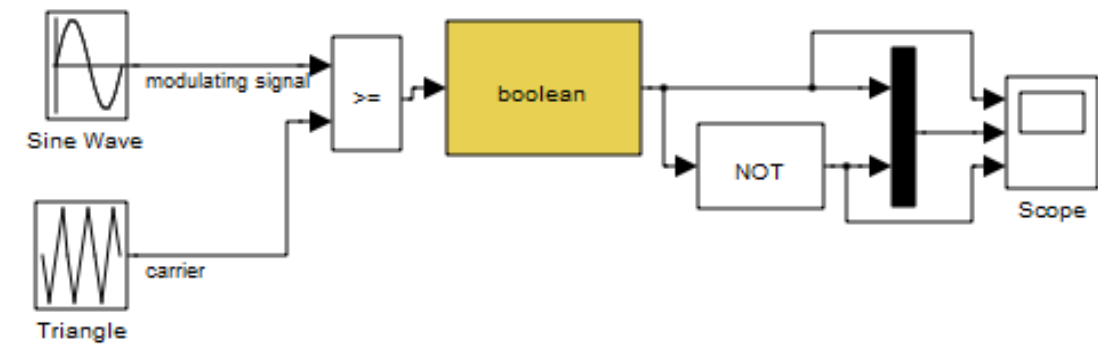 modulating signal
Sine Wave
>=
boolean
NOT
Scope
carrier
Triangle